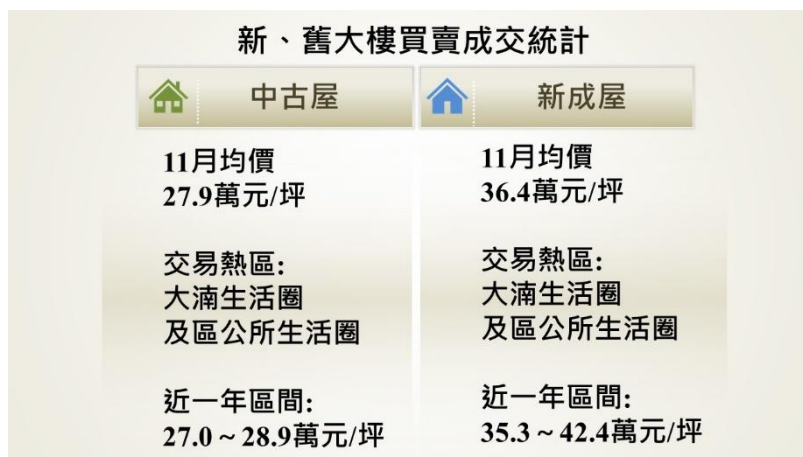 新、舊大樓買賣成交統計
中古屋
11月均價
27.9萬元/坪
交易熱區:
大湳生活圈
及區公所生活圈
近一年區間:
27.0～28.9萬元/坪
新成屋
11月均價
36.4萬元/坪
交易熱區:
大湳生活圈
及區公所生活圈
近一年區間:
35.3～42.4萬元/坪